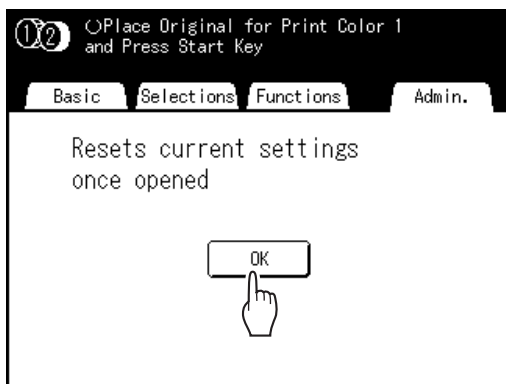 ①② Place Original for Print Color 1
and Press Start Key
Basic Selections Functions Admin.
Resets current settings
once opened
OK